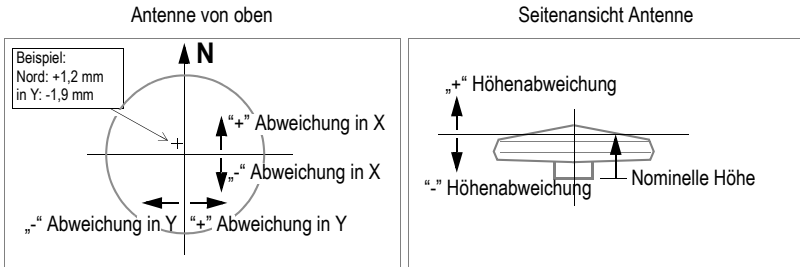 Antenne von oben
Seitenansicht Antenne
Beispiel:
Nord: +1,2 mm
in Y: -1,9 mm
N
“+” Abweichung in X
„-“ Abweichung in X
„-“ Abweichung in Y
“+” Abweichung in Y
„+“ Höhenabweichung
“-” Höhenabweichung
Nominelle Höhe